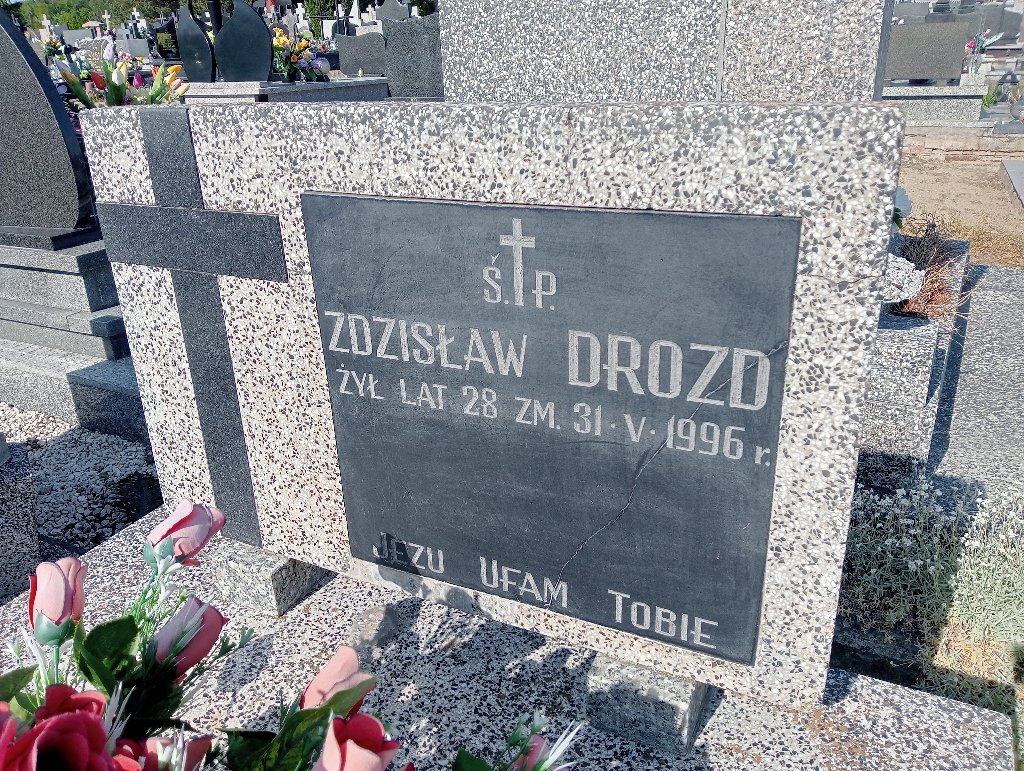 Ś. P.
ZDZISŁAW DROZD
ŻYŁ LAT 28 ZM. 31·V·1996 r.
JEZU UFAM TOBIE